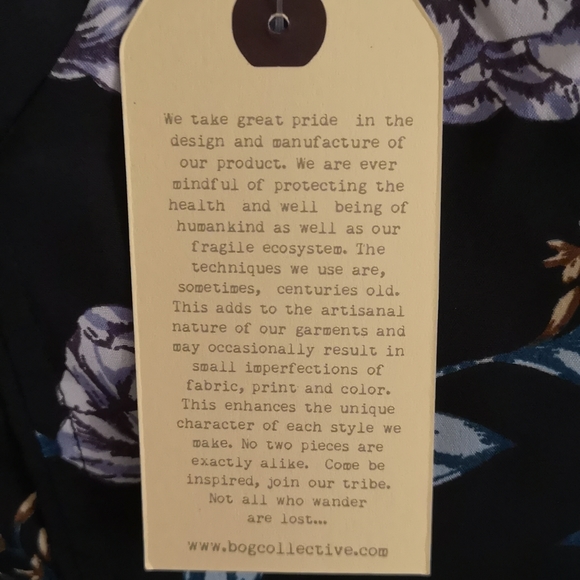 We take great pride in the
design and manufacture of
our product. We are ever
mindful of protecting the
health and well being of
humankind as well as our
fragile ecosystem. The
techniques we use are,
sometimes, centuries old.
This adds to the artisanal
nature of our garments and
may occasionally result in
small imperfections of
fabric, print and color.
This enhances the unique
character of each style we
make. No two pieces are
exactly alike. Come be
inspired, join our tribe.
Not all who wander
are lost...
www.bogcollective.com